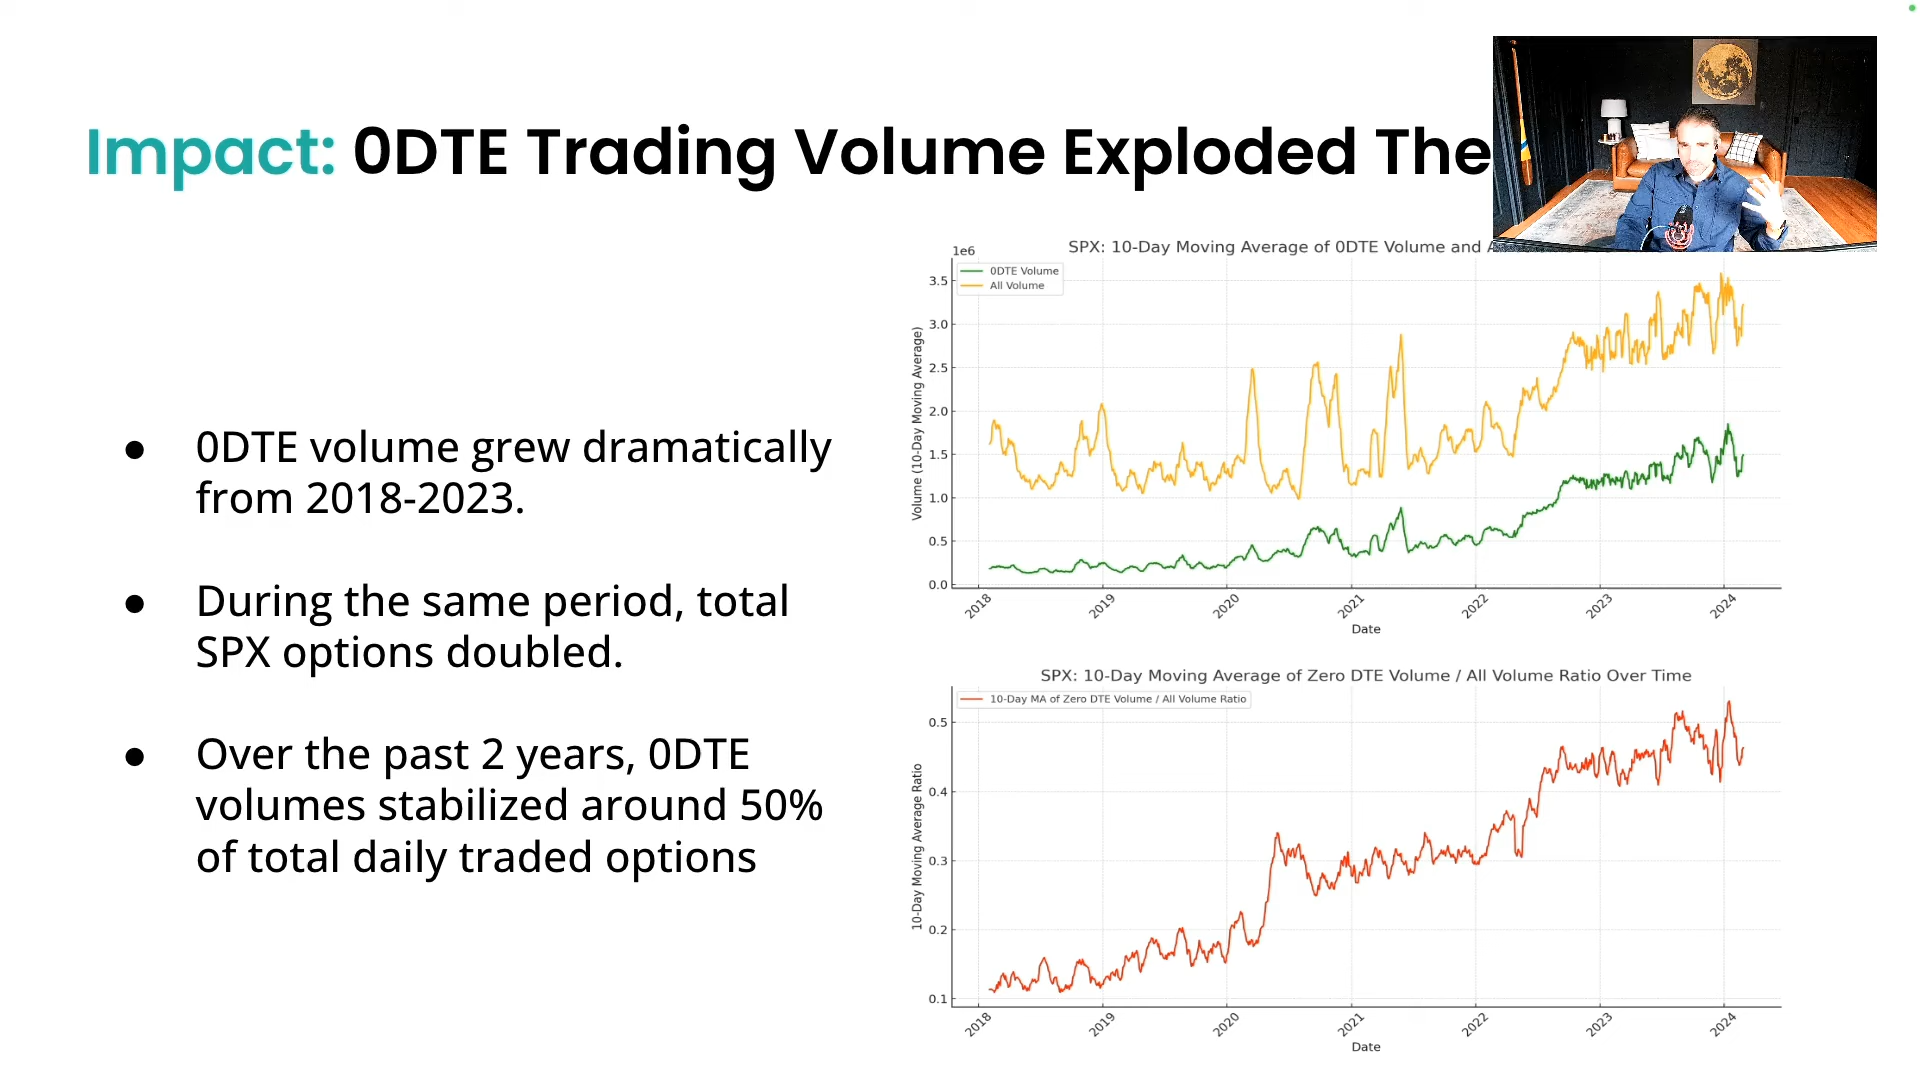 Impact: 0DTE Trading Volume Exploded The
● 0DTE volume grew dramatically
from 2018-2023.
● During the same period, total
SPX options doubled.
● Over the past 2 years, 0DTE
volumes stabilized around 50%
of total daily traded options
SPX: 10-Day Moving Average of 0DTE Volume and
1e6
0DTE Volume
All Volume
Volume (10-Day Moving Average)
3.5
3.0
2.5
2.0
1.5
1.0
0.5
0.0
2018 2019 2020 2021 2022 2023 2024
Date
SPX: 10-Day Moving Average of Zero DTE Volume / All Volume Ratio Over Time
10-Day MA of Zero DTE Volume / All Volume Ratio
10-Day Moving Average Ratio
0.5
0.4
0.3
0.2
0.1
2018 2019 2020 2021 2022 2023 2024
Date